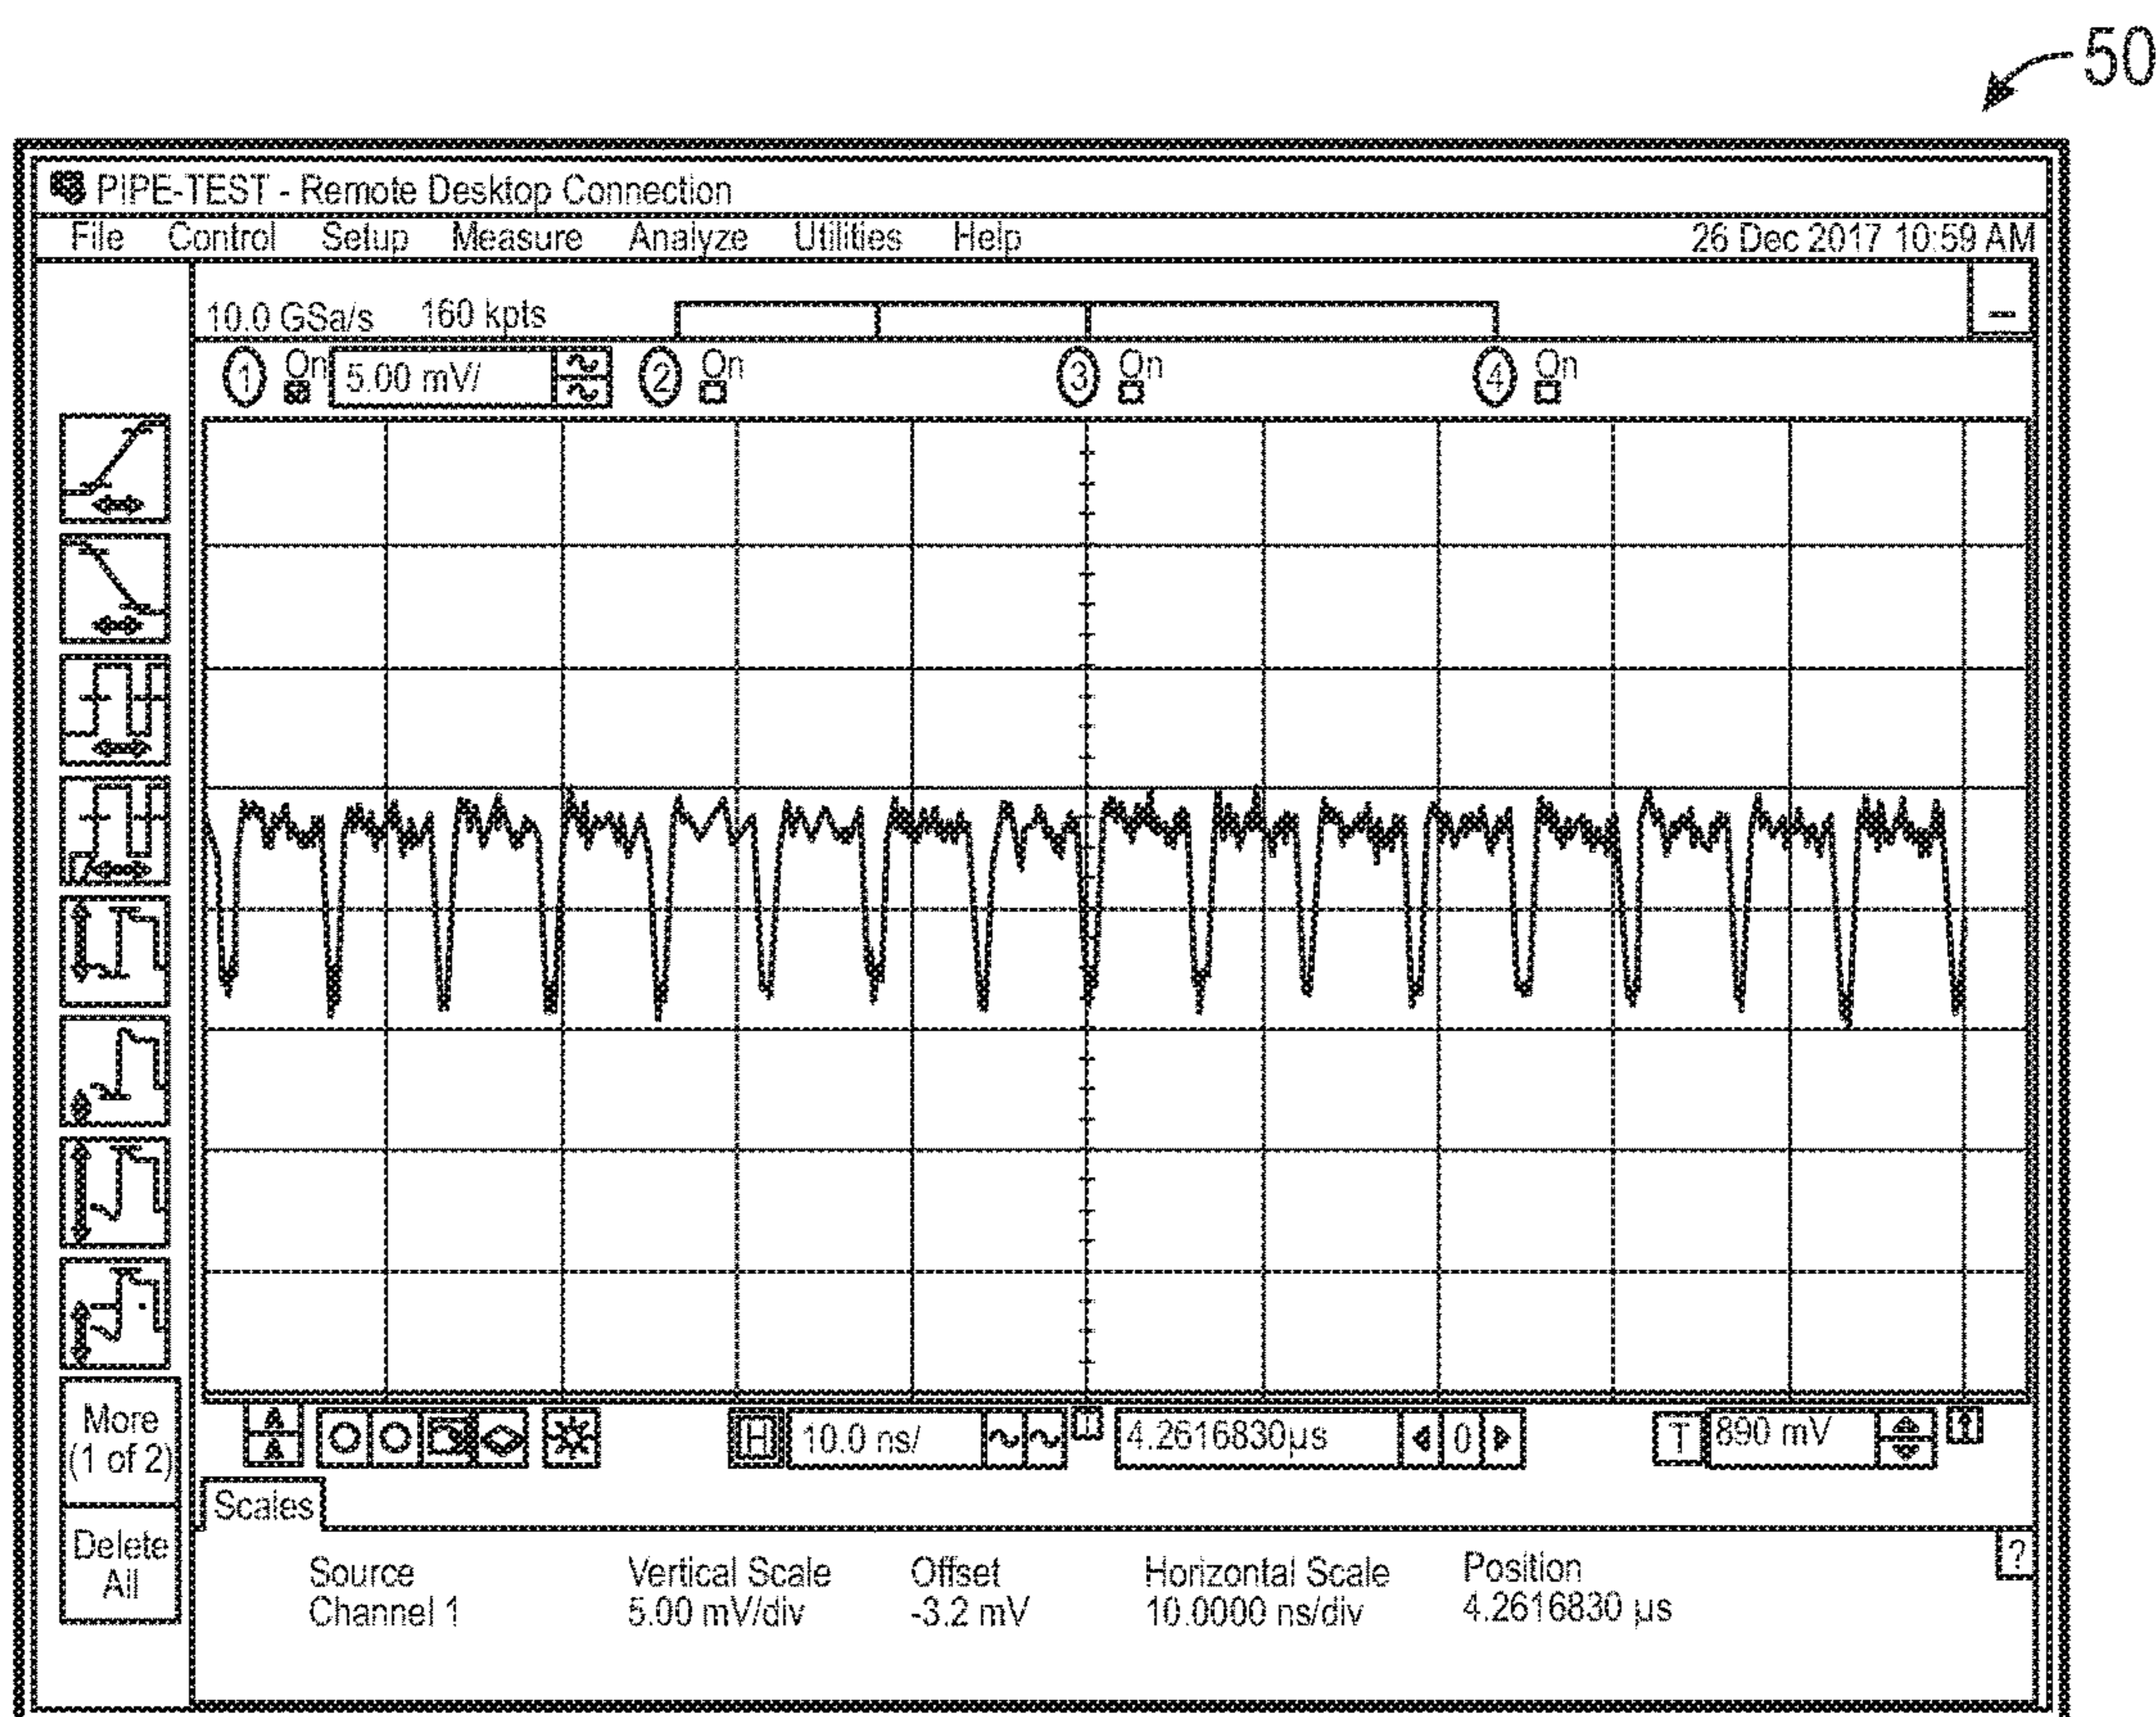 50
PIPE-TEST - Remote Desktop Connection
File Control Setup Measure Analyze Utilities Help 26 Dec 2017 10:59 AM
10.0 GSa/s 160 kpts
1 On 5.00 mV/ 2 On 3 On 4 On
More
(1 of 2)
H 10.0 ns/ 4.2616830µs 0 T 890 mV
Scales
Delete
All
?
Source Vertical Scale Offset Horizontal Scale Position
Channel 1 5.00 mV/div -3.2 mV 10.0000 ns/div 4.2616830 µs